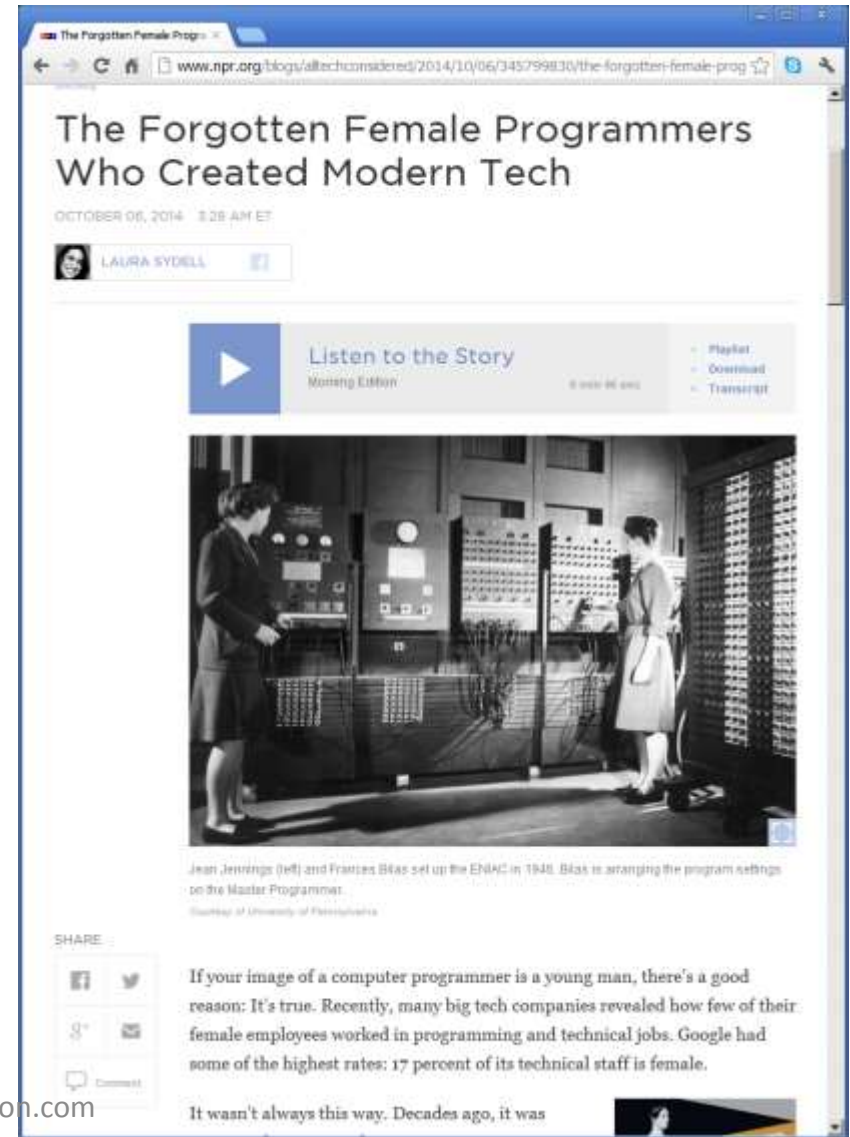 The Forgotten Female Progra
www.npr.org/blogs/alltechconsidered/2014/10/06/345799830/the-forgotten-female-prog
The Forgotten Female Programmers
Who Created Modern Tech
OCTOBER 06, 2014 3:28 AM ET
LAURA SYDELL
Listen to the Story
Morning Edition
Playlist
Download
Transcript
Jean Jennings (left) and Frances Bilas set up the ENIAC in 1946. Bilas is arranging the program settings
on the Master Programmer.
Courtesy of University of Pennsylvania
SHARE
If your image of a computer programmer is a young man, there's a good
reason: It's true. Recently, many big tech companies revealed how few of their
female employees worked in programming and technical jobs. Google had
some of the highest rates: 17 percent of its technical staff is female.
Comment
on.com
It wasn't always this way. Decades ago, it was